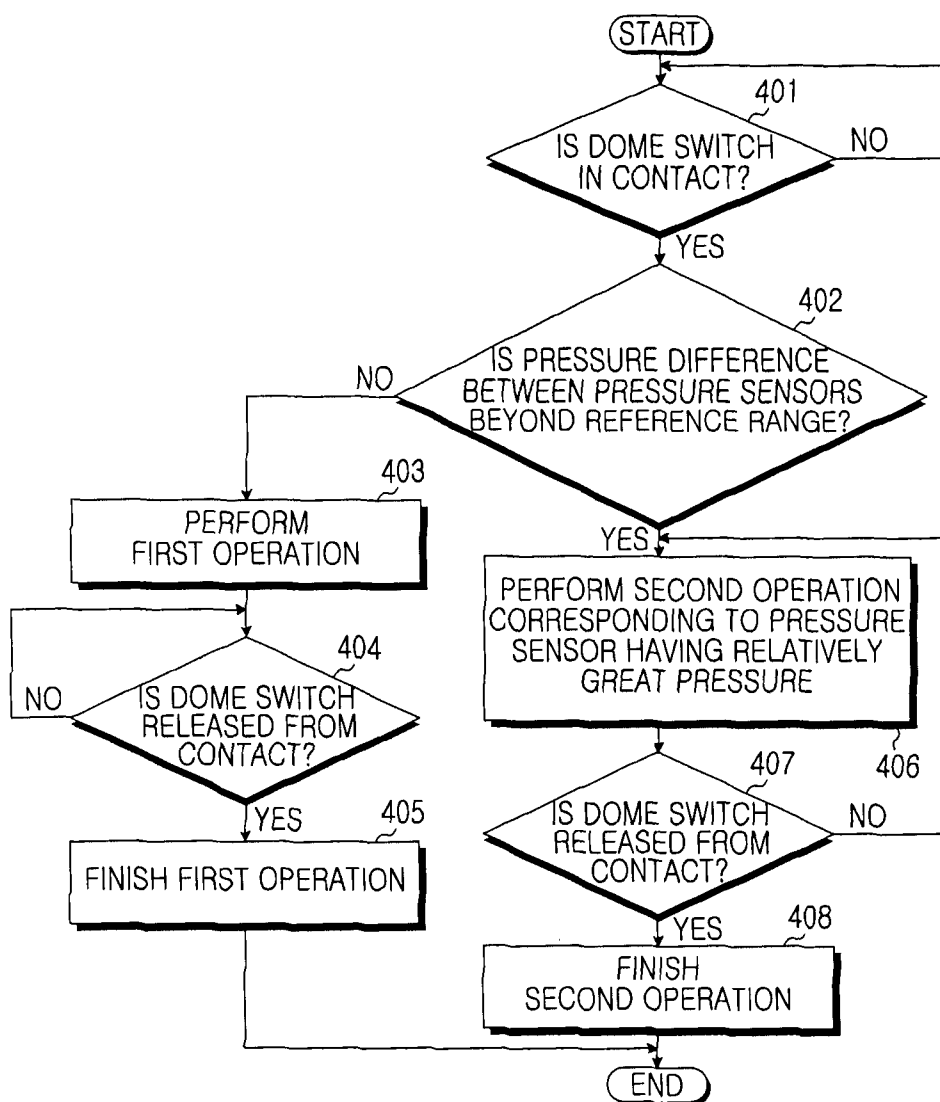 START
401
IS DOME SWITCH
IN CONTACT?
NO
YES
402
IS PRESSURE DIFFERENCE
BETWEEN PRESSURE SENSORS
BEYOND REFERENCE RANGE?
NO
403
PERFORM
FIRST OPERATION
YES
PERFORM SECOND OPERATION
CORRESPONDING TO PRESSURE
SENSOR HAVING RELATIVELY
GREAT PRESSURE
406
404
IS DOME SWITCH
RELEASED FROM
CONTACT?
NO
YES
405
FINISH FIRST OPERATION
407
IS DOME SWITCH
RELEASED FROM
CONTACT?
NO
YES
408
FINISH
SECOND OPERATION
END